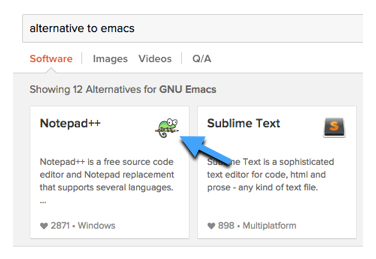 alternative to emacs
Software Images Videos Q/A
Showing 12 Alternatives for GNU Emacs
Notepad++
Notepad++ is a free source code
editor and Notepad replacement
that supports several languages.
...
2871 • Windows
Sublime Text
Sublime Text is a sophisticated
text editor for code, html and
prose - any kind of text file.
898 • Multiplatform